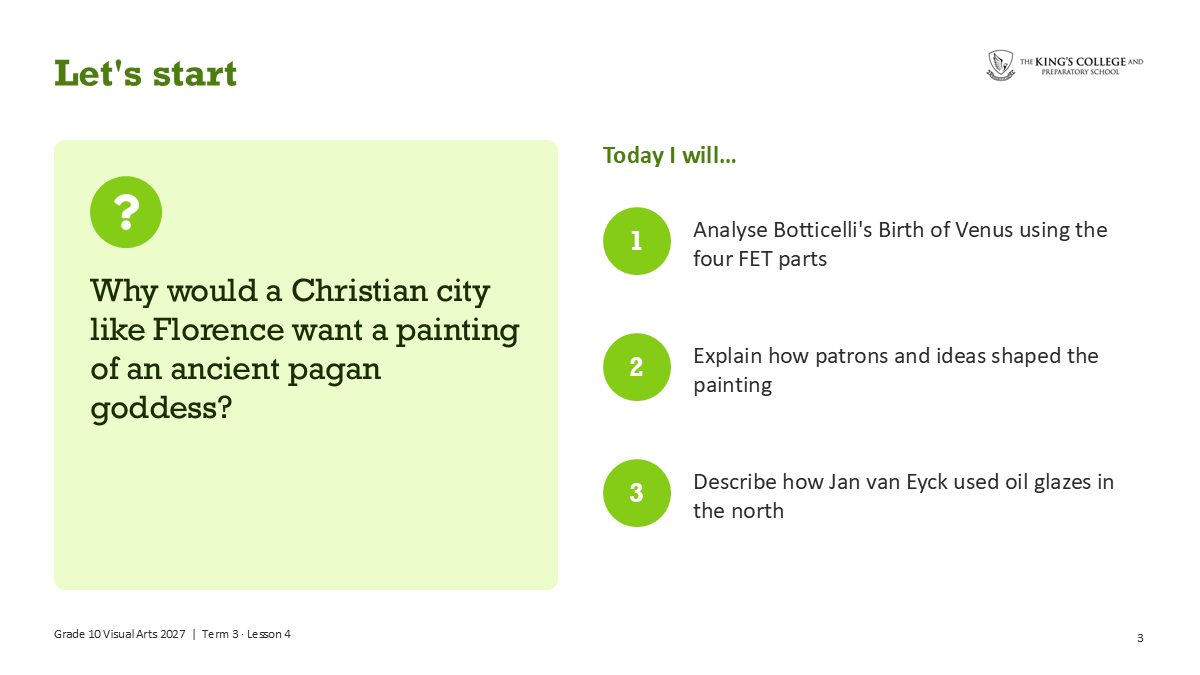 Let's start
THE KING'S COLLEGE AND
PREPARATORY SCHOOL
?
Why would a Christian city
like Florence want a painting
of an ancient pagan
goddess?
Today I will...
1
Analyse Botticelli's Birth of Venus using the
four FET parts
2
Explain how patrons and ideas shaped the
painting
3
Describe how Jan van Eyck used oil glazes in
the north
Grade 10 Visual Arts 2027 | Term 3 · Lesson 4
3